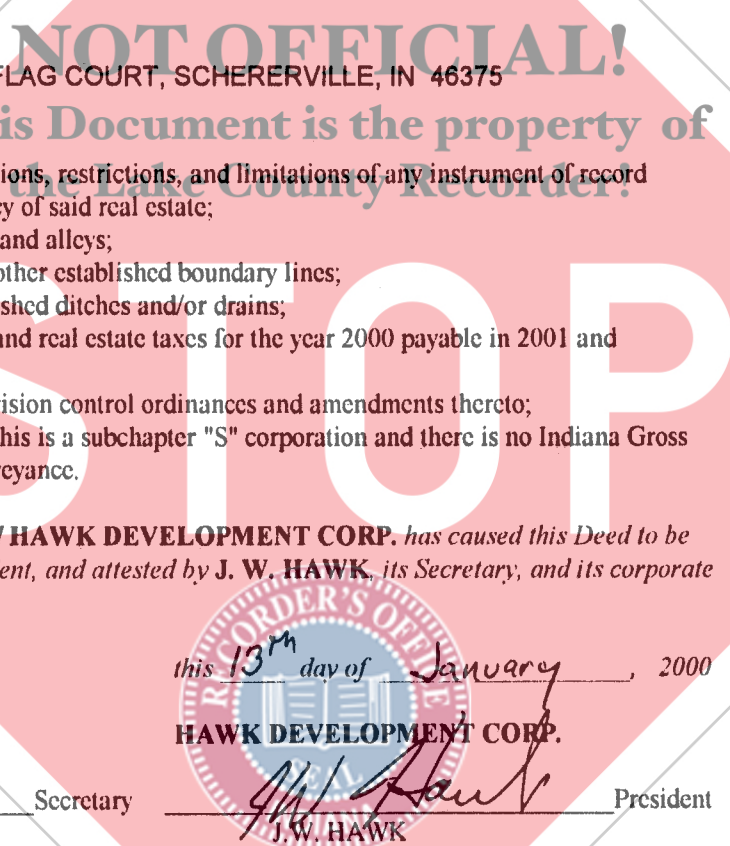 NOT OFFICIAL!
FLAG COURT, SCHERERVILLE, IN 46375
is Document is the property of
ions, restrictions, and limitations of any instrument of record
the Lake County Recorder!
cy of said real estate;
and alleys;
other established boundary lines;
shed ditches and/or drains;
and real estate taxes for the year 2000 payable in 2001 and
STOP
ision control ordinances and amendments thereto;
his is a subchapter "S" corporation and there is no Indiana Gross
eyance.
HAWK DEVELOPMENT CORP. has caused this Deed to be
ent, and attested by J. W. HAWK, its Secretary, and its corporate
RECORDER'S OFFICE
this 13th day of January, 2000
HAWK DEVELOPMENT CORP.
SEAL
JW Hawk
Secretary President
INDIANA
J.W. HAWK